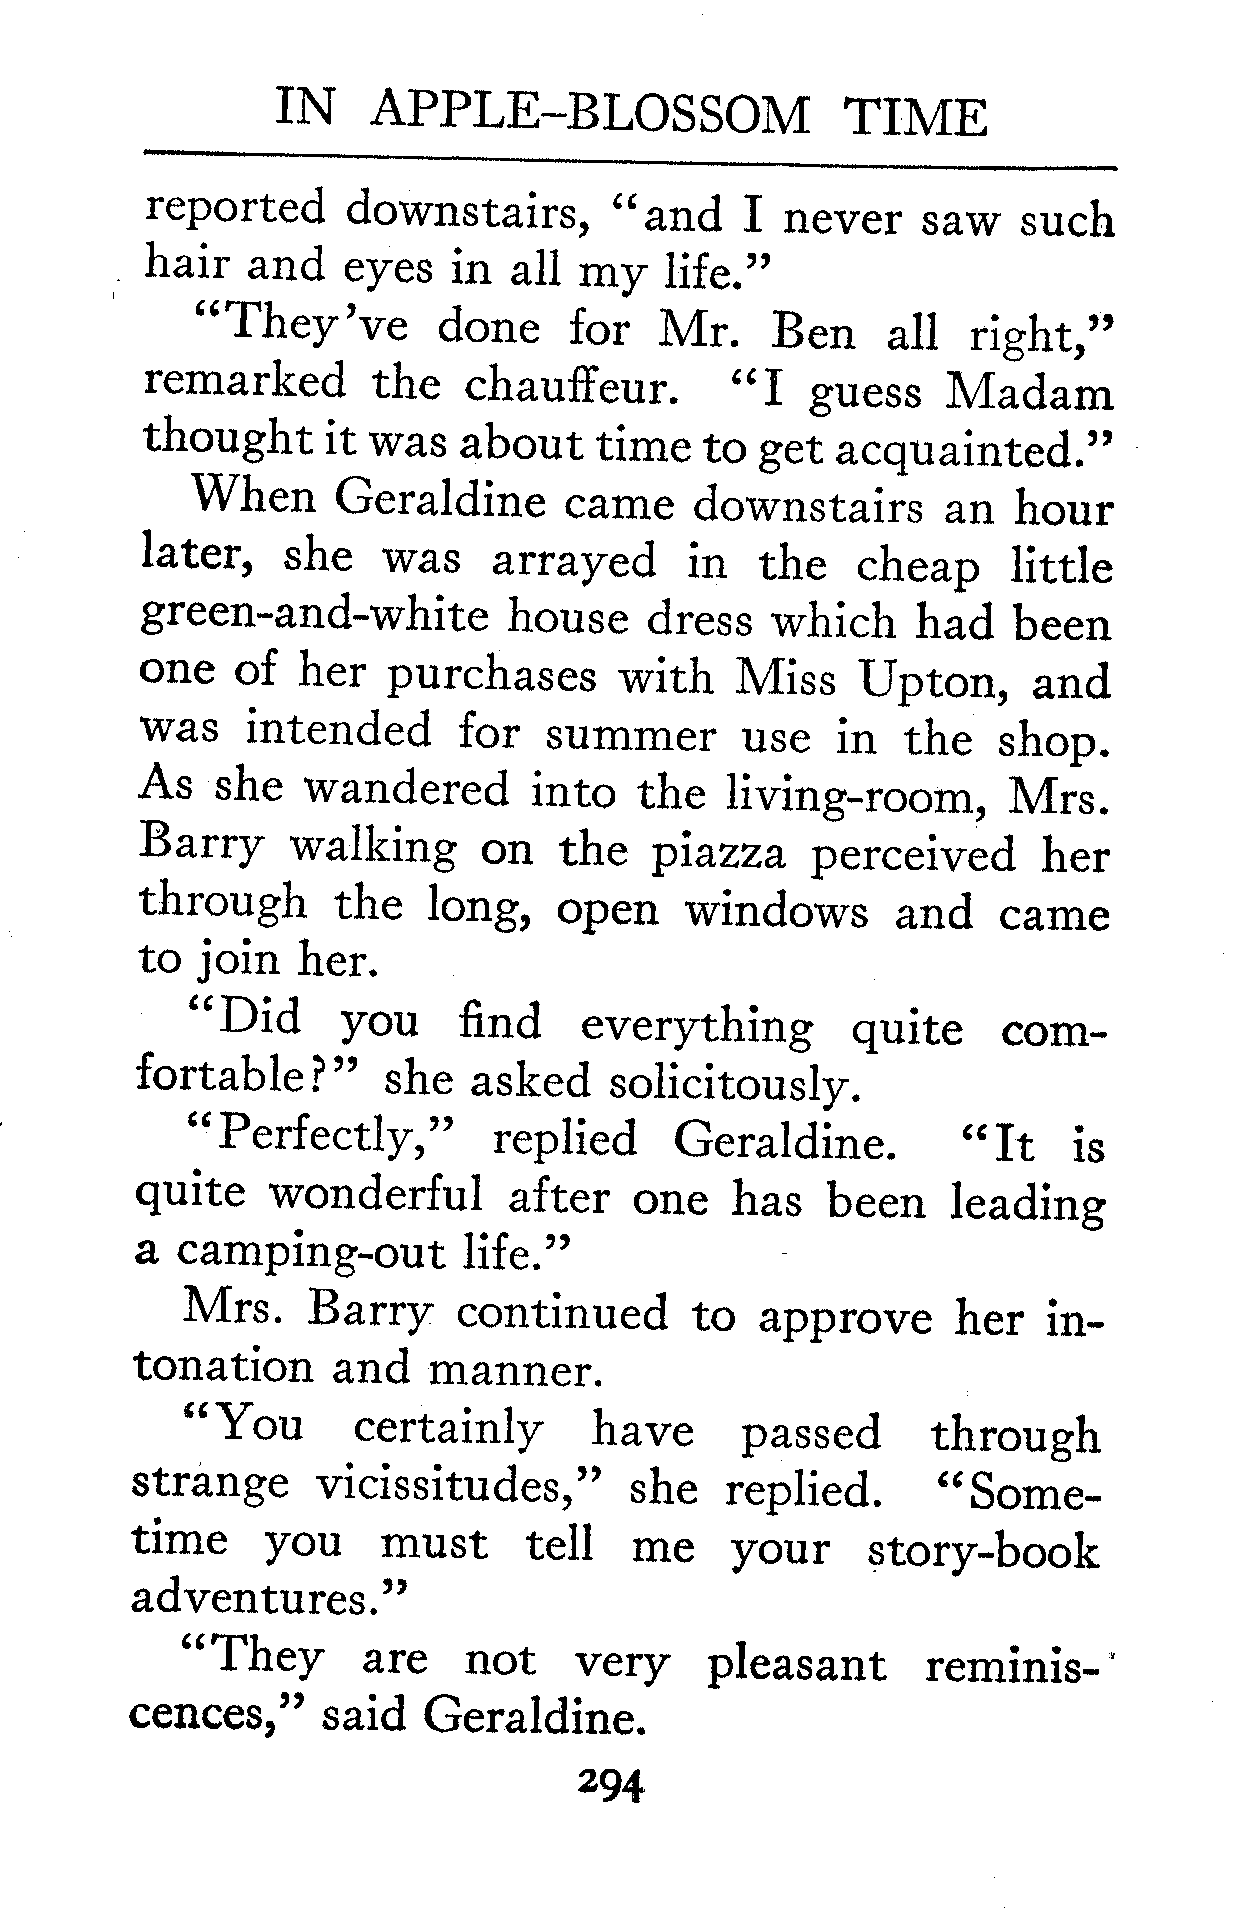 IN APPLE-BLOSSOM TIME
reported downstairs, “and I never saw such
hair and eyes in all my life.”
“They’ve done for Mr. Ben all right,”
remarked the chauffeur. “I guess Madam
thought it was about time to get acquainted.”
When Geraldine came downstairs an hour
later, she was arrayed in the cheap little
green-and-white house dress which had been
one of her purchases with Miss Upton, and
was intended for summer use in the shop.
As she wandered into the living-room, Mrs.
Barry walking on the piazza perceived her
through the long, open windows and came
to join her.
“Did you find everything quite com-
fortable?” she asked solicitously.
“Perfectly,” replied Geraldine. “It is
quite wonderful after one has been leading
a camping-out life.”
Mrs. Barry continued to approve her in-
tonation and manner.
“You certainly have passed through
strange vicissitudes,” she replied. “Some-
time you must tell me your story-book
adventures.”
“They are not very pleasant reminis-
cences,” said Geraldine.
294